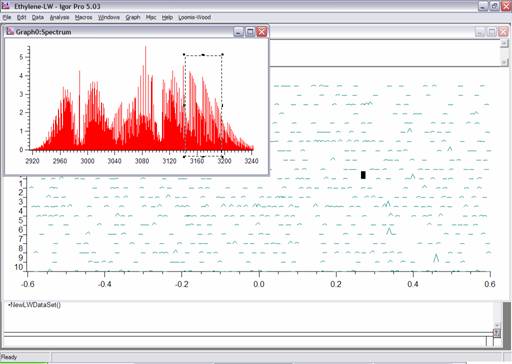 Ethylene-LW - Igor Pro 5.03
File Edit Data Analysis Macros Windows Graph Misc Help Loomis-Wood
Graph0:Spectrum
5
4
3
2
1
0
2920 2960 3000 3040 3080 3120 3160 3200 3240
1
2
3
4
5
6
7
8
9
10
-0.6 -0.4 -0.2 0.0 0.2 0.4 0.6
•NewLWDataSet()
Ready